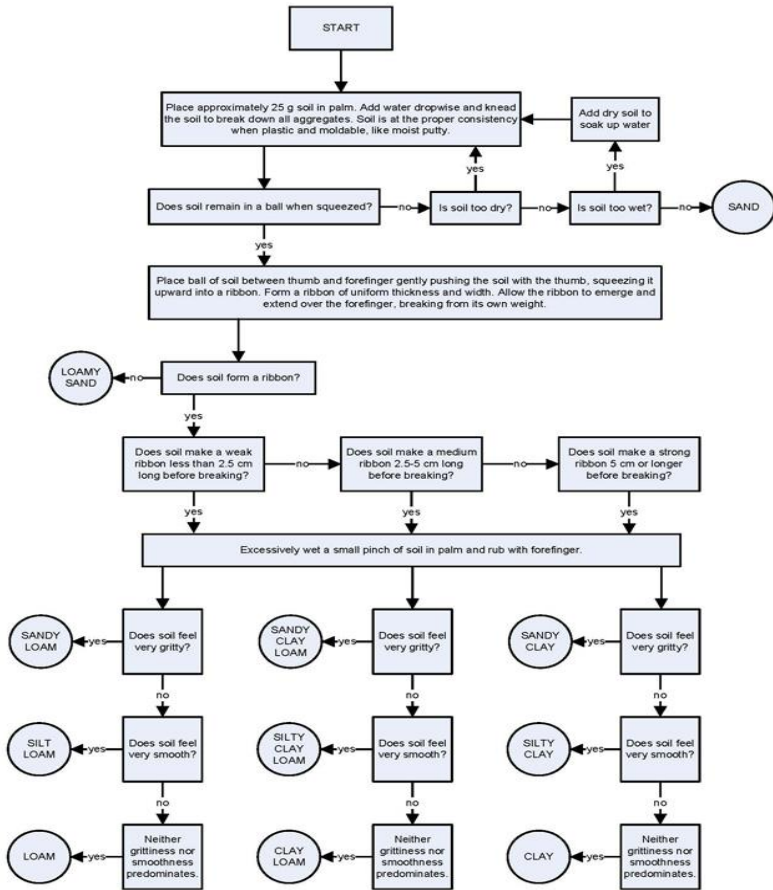 START
Place approximately 25 g soil in palm. Add water dropwise and knead
the soil to break down all aggregates. Soil is at the proper consistency
when plastic and moldable, like moist putty.
Add dry soil to
soak up water
yes
yes
Does soil remain in a ball when squeezed?
no
Is soil too dry?
no
Is soil too wet?
no
SAND
yes
Place ball of soil between thumb and forefinger gently pushing the soil with the thumb, squeezing it
upward into a ribbon. Form a ribbon of uniform thickness and width. Allow the ribbon to emerge and
extend over the forefinger, breaking from its own weight.
LOAMY
SAND
no
Does soil form a ribbon?
yes
Does soil make a weak
ribbon less than 2.5 cm
long before breaking?
no
Does soil make a medium
ribbon 2.5-5 cm long
before breaking?
no
Does soil make a strong
ribbon 5 cm or longer
before breaking?
yes
yes
yes
Excessively wet a small pinch of soil in palm and rub with forefinger.
SANDY
LOAM
yes
Does soil feel
very gritty?
SANDY
CLAY
LOAM
yes
Does soil feel
very gritty?
SANDY
CLAY
yes
Does soil feel
very gritty?
no
no
no
SILT
LOAM
yes
Does soil feel
very smooth?
SILTY
CLAY
LOAM
yes
Does soil feel
very smooth?
SILTY
CLAY
yes
Does soil feel
very smooth?
no
no
no
LOAM
yes
Neither
grittiness nor
smoothness
predominates.
CLAY
LOAM
yes
Neither
grittiness nor
smoothness
predominates.
CLAY
yes
Neither
grittiness nor
smoothness
predominates.